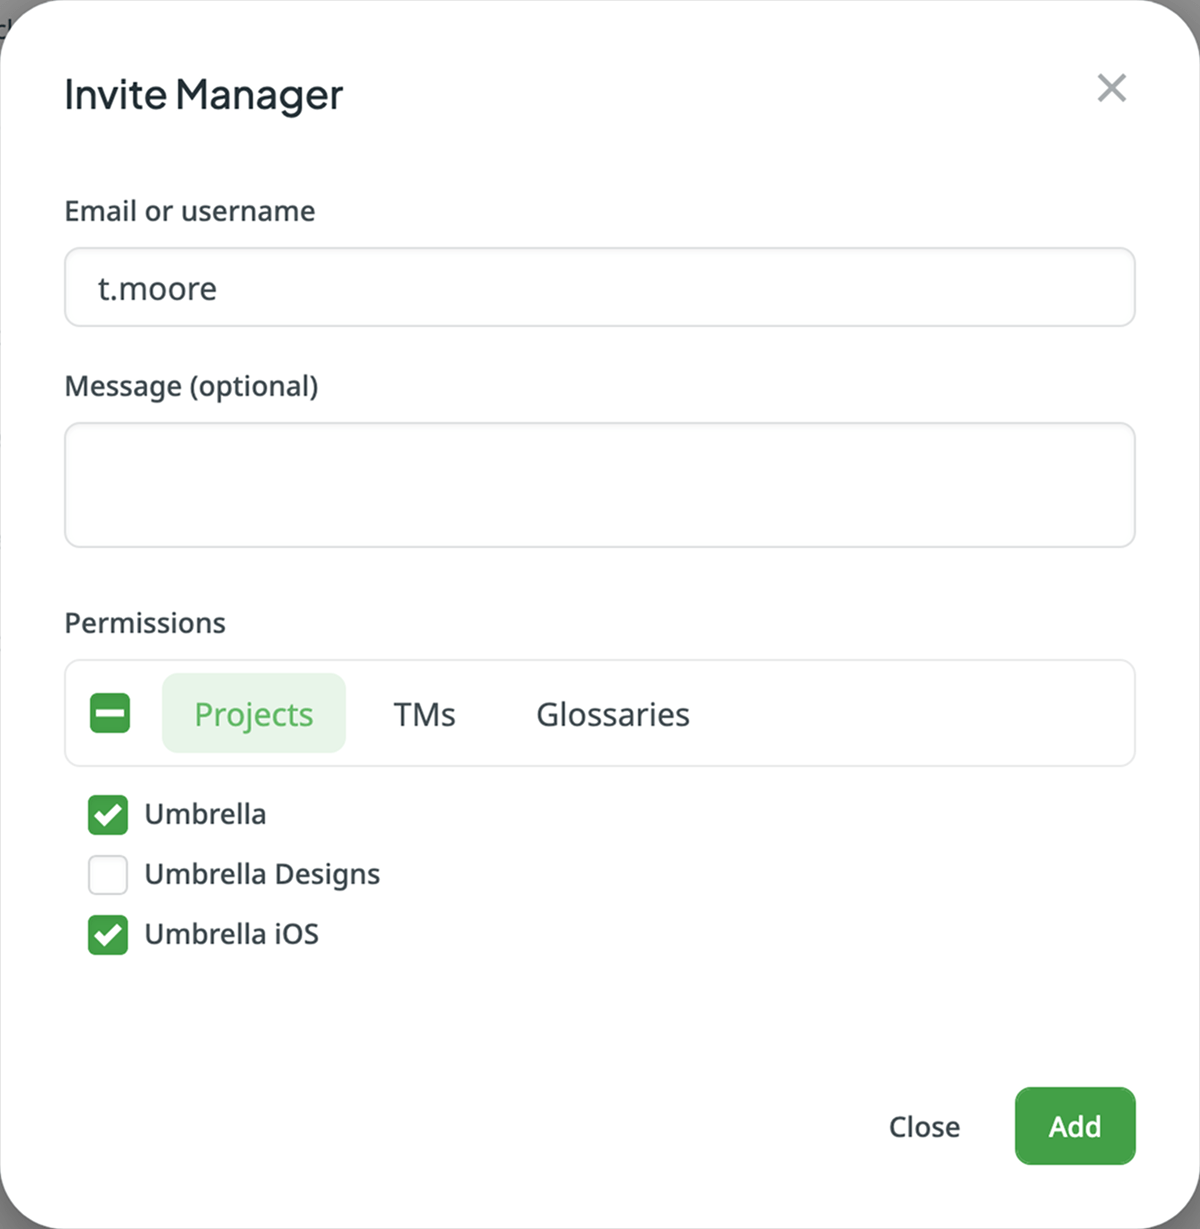 Invite Manager
Email or username
t.moore
Message (optional)
Permissions
Projects TMs Glossaries
Umbrella
Umbrella Designs
Umbrella iOS
Close Add